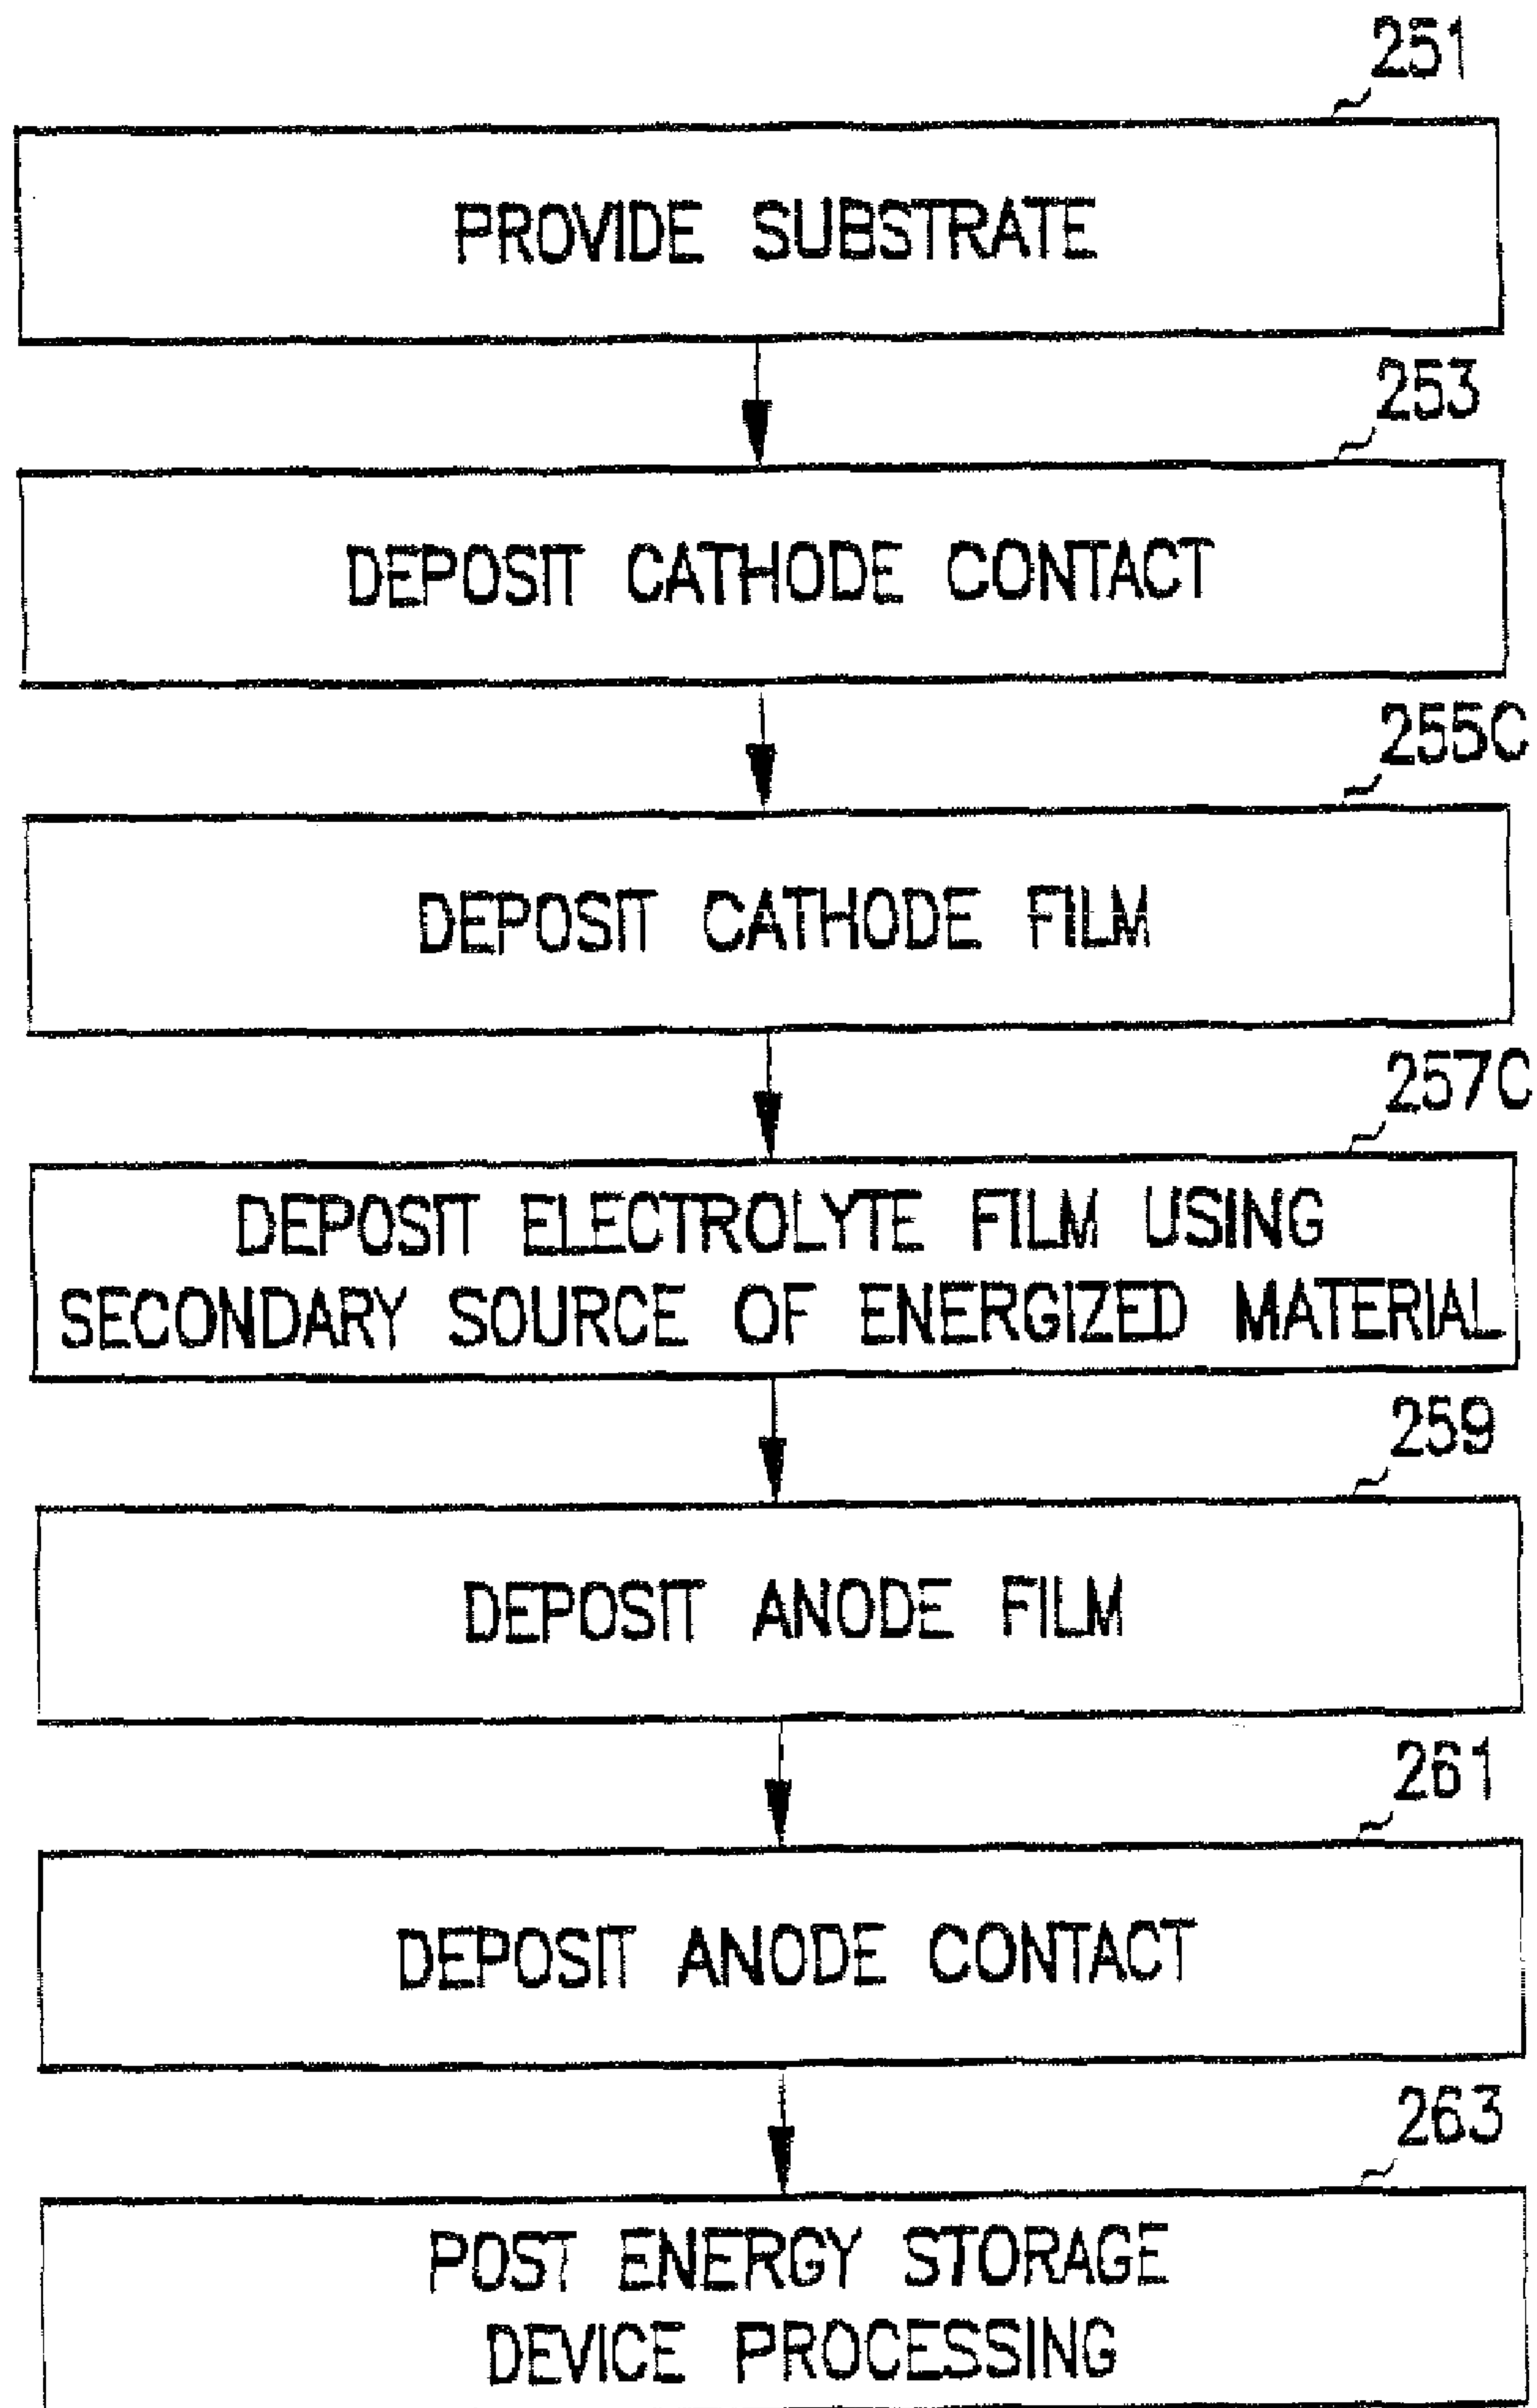 251
PROVIDE SUBSTRATE
253
DEPOSIT CATHODE CONTACT
255C
DEPOSIT CATHODE FILM
257C
DEPOSIT ELECTROLYTE FILM USING
SECONDARY SOURCE OF ENERGIZED MATERIAL
259
DEPOSIT ANODE FILM
261
DEPOSIT ANODE CONTACT
263
POST ENERGY STORAGE
DEVICE PROCESSING